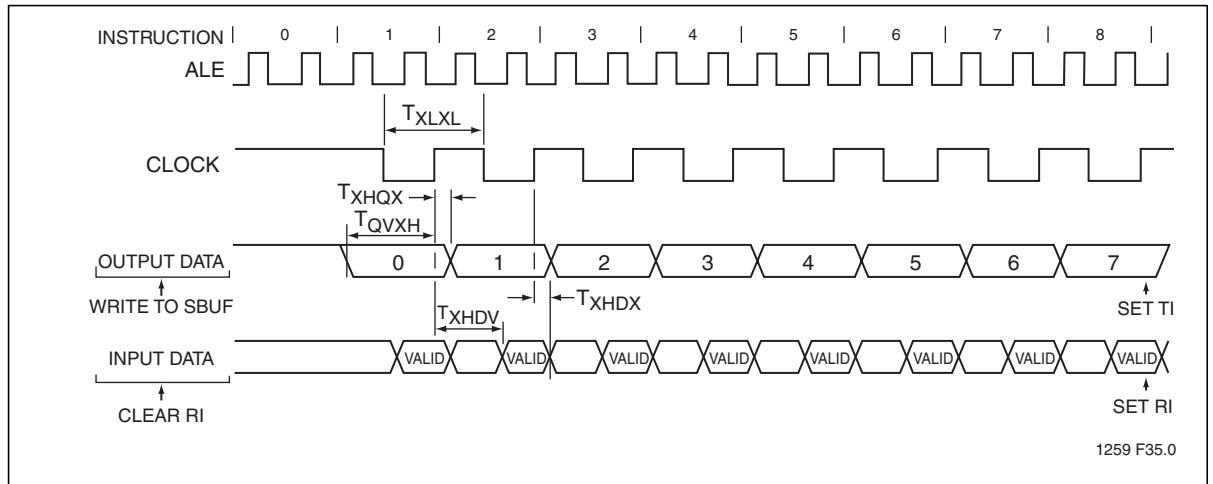 INSTRUCTION | 0 | 1 | 2 | 3 | 4 | 5 | 6 | 7 | 8 |
ALE
TXLXL
CLOCK
TXHQX
TQVXH
OUTPUT DATA 0 1 2 3 4 5 6 7
WRITE TO SBUF
TXHDX
SET TI
TXHDV
INPUT DATA VALID VALID VALID VALID VALID VALID VALID VALID
CLEAR RI
SET RI
1259 F35.0